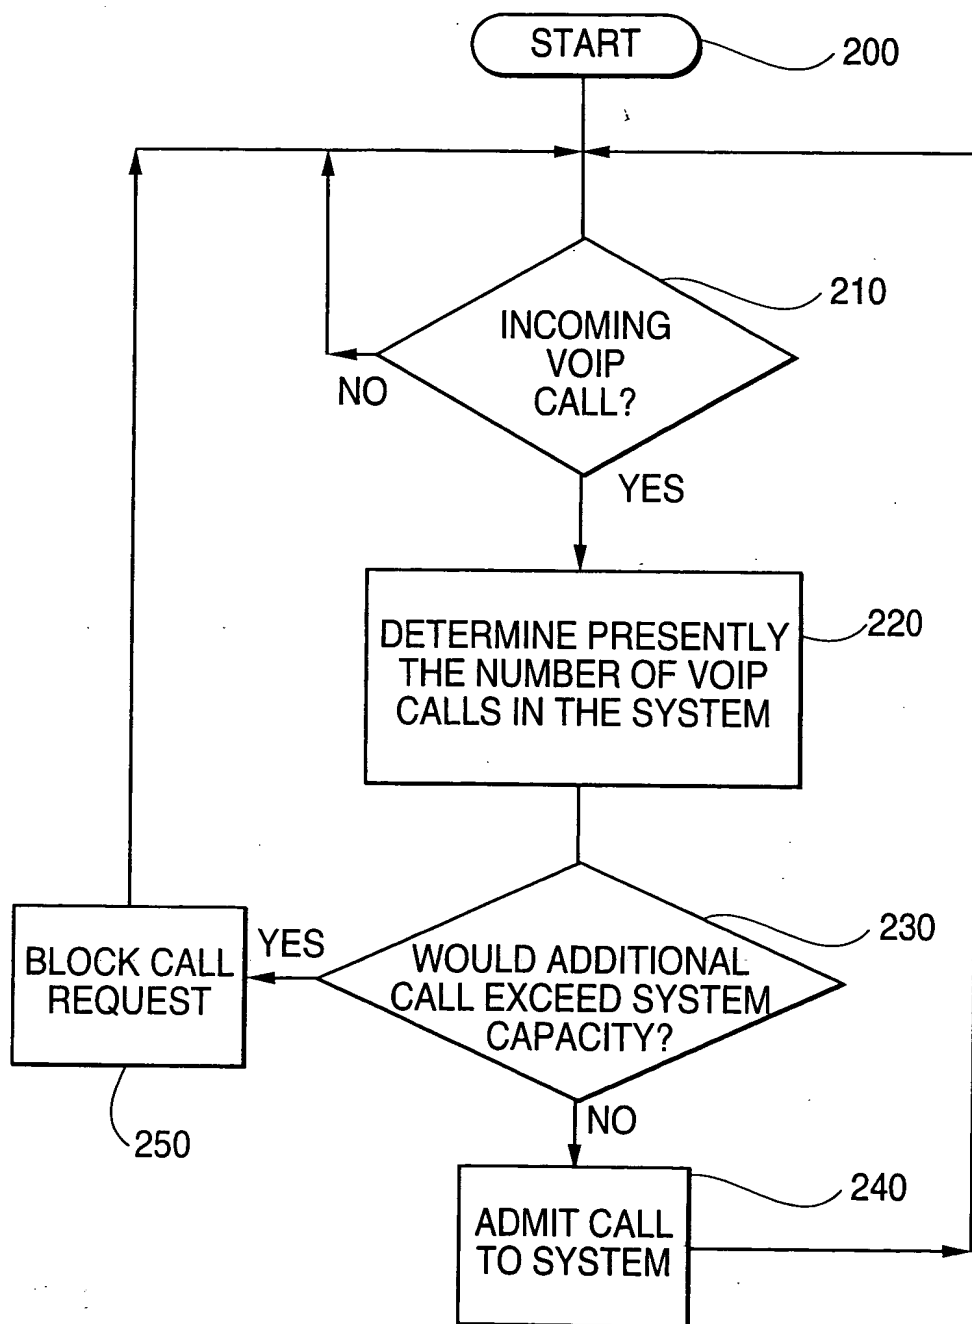 START
200
210
INCOMING
VOIP
CALL?
NO
YES
220
DETERMINE PRESENTLY
THE NUMBER OF VOIP
CALLS IN THE SYSTEM
230
YES
BLOCK CALL
REQUEST
WOULD ADDITIONAL
CALL EXCEED SYSTEM
CAPACITY?
NO
250
240
ADMIT CALL
TO SYSTEM